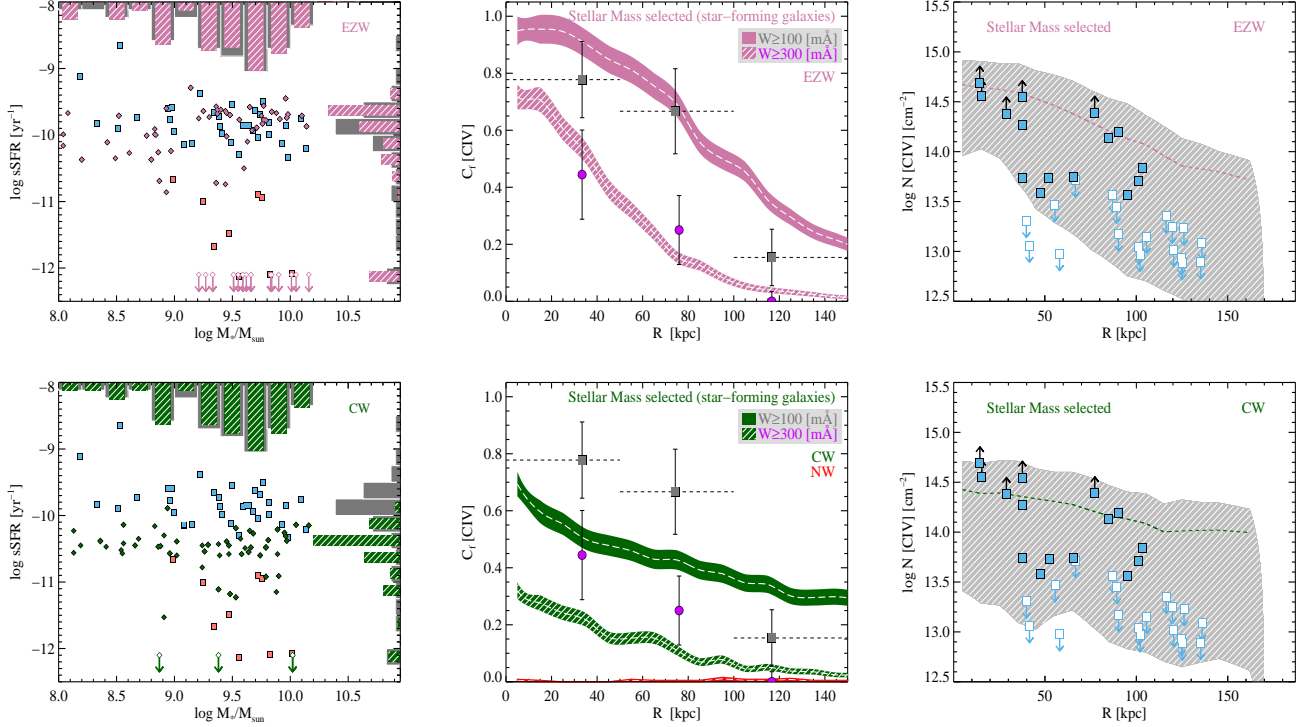 EZW
log sSFR [yr⁻¹]
−8
−9
−10
−11
−12
8.0 8.5 9.0 9.5 10.0 10.5
log M*/Msun
Stellar Mass selected (star-forming galaxies)
W≥100 [mÅ]
W≥300 [mÅ]
EZW
Cf [CIV]
1.0
0.8
0.6
0.4
0.2
0.0
0 20 40 60 80 100 120 140
R [kpc]
Stellar Mass selected EZW
log N [CIV] [cm⁻²]
15.5
15.0
14.5
14.0
13.5
13.0
12.5
50 100 150
R [kpc]
CW
log sSFR [yr⁻¹]
−8
−9
−10
−11
−12
8.0 8.5 9.0 9.5 10.0 10.5
log M*/Msun
Stellar Mass selected (star-forming galaxies)
W≥100 [mÅ]
W≥300 [mÅ]
CW
NW
Cf [CIV]
1.0
0.8
0.6
0.4
0.2
0.0
0 20 40 60 80 100 120 140
R [kpc]
Stellar Mass selected CW
log N [CIV] [cm⁻²]
15.5
15.0
14.5
14.0
13.5
13.0
12.5
50 100 150
R [kpc]